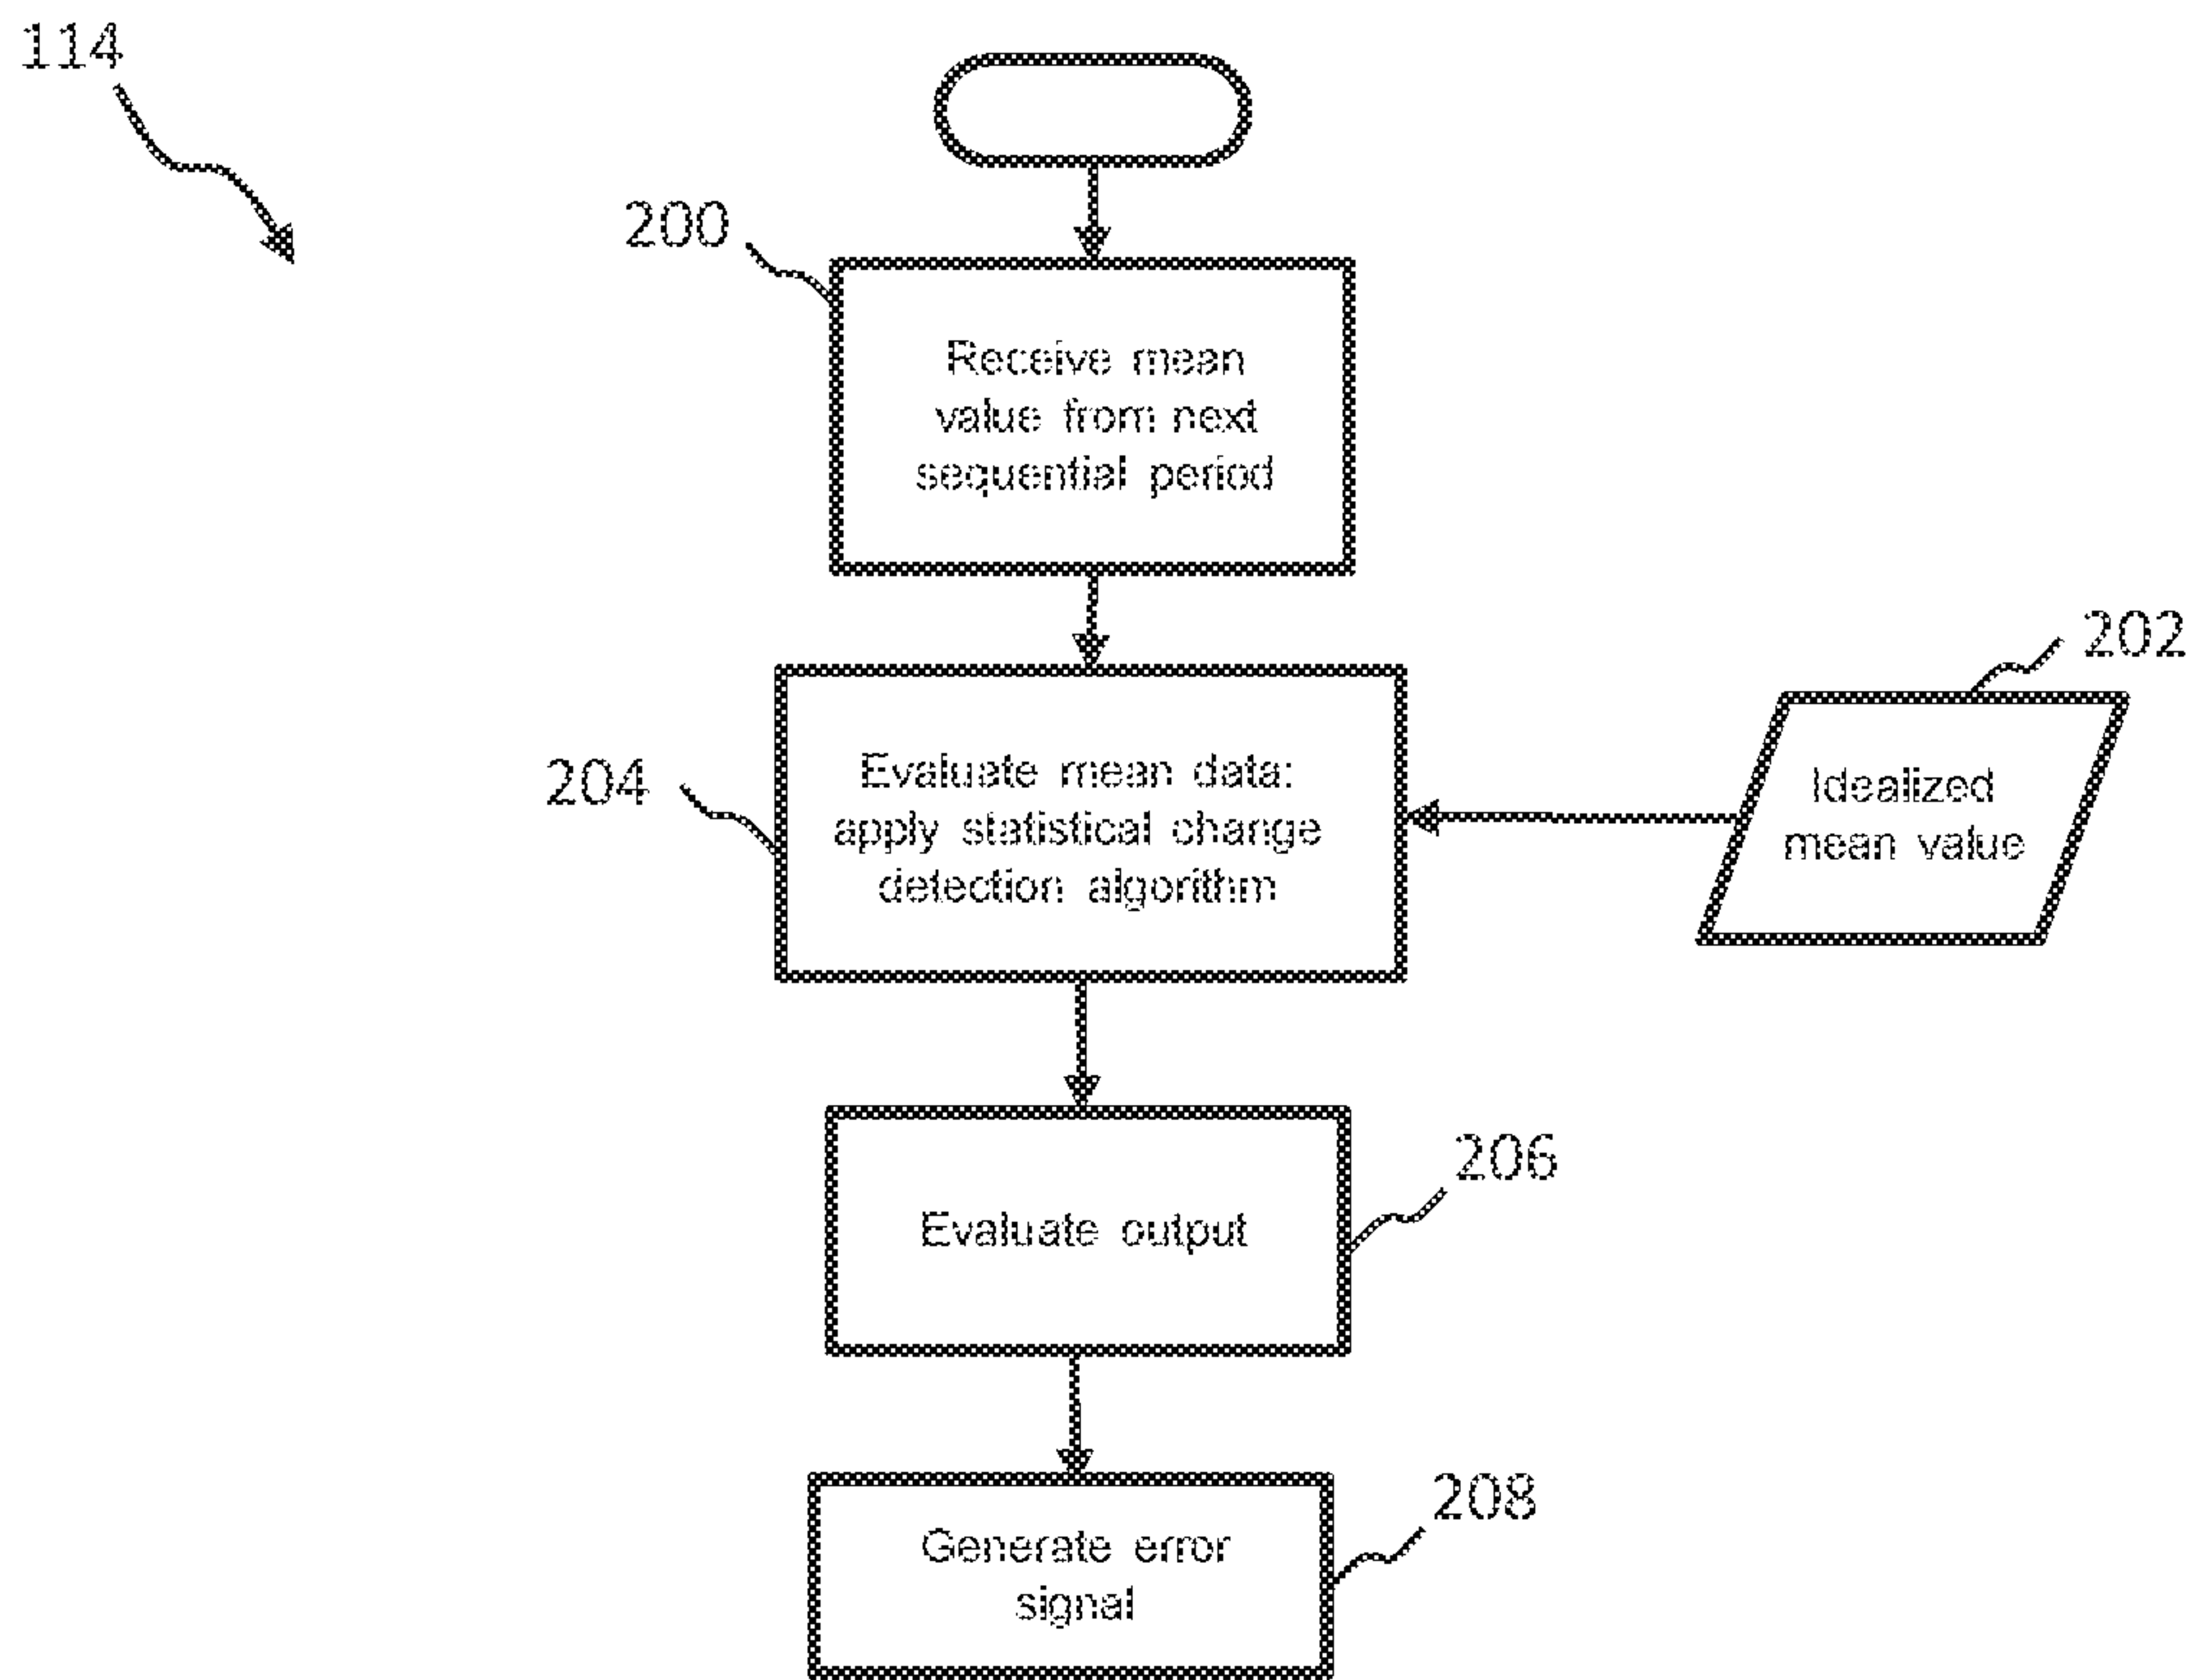 114
200
Receive mean
value from next
sequential period
202
Idealized
mean value
204
Evaluate mean data:
apply statistical change
detection algorithm
206
Evaluate output
208
Generate error
signal